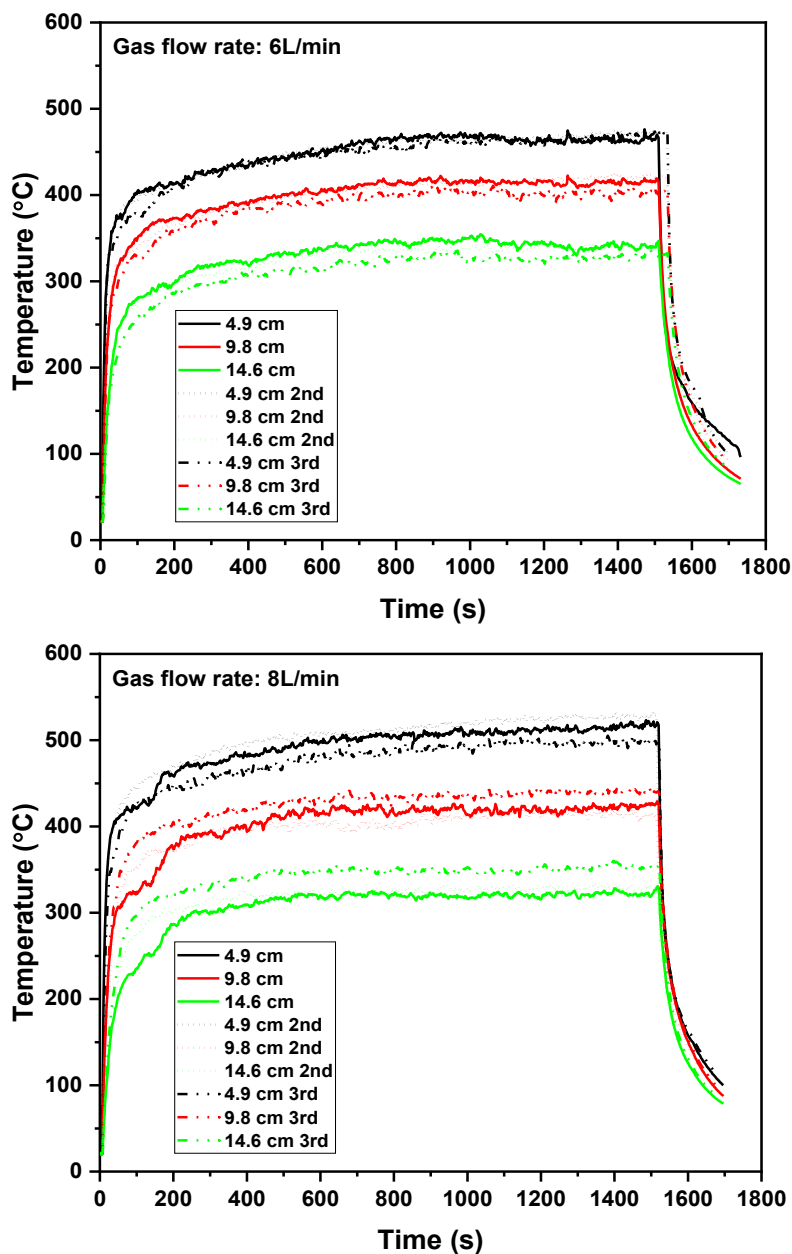 600
Gas flow rate: 6L/min
500
400
300
200
100
0
Temperature (°C)
4.9 cm
9.8 cm
14.6 cm
4.9 cm 2nd
9.8 cm 2nd
14.6 cm 2nd
4.9 cm 3rd
9.8 cm 3rd
14.6 cm 3rd
0 200 400 600 800 1000 1200 1400 1600 1800
Time (s)
600
Gas flow rate: 8L/min
500
400
300
200
100
0
Temperature (°C)
4.9 cm
9.8 cm
14.6 cm
4.9 cm 2nd
9.8 cm 2nd
14.6 cm 2nd
4.9 cm 3rd
9.8 cm 3rd
14.6 cm 3rd
0 200 400 600 800 1000 1200 1400 1600 1800
Time (s)